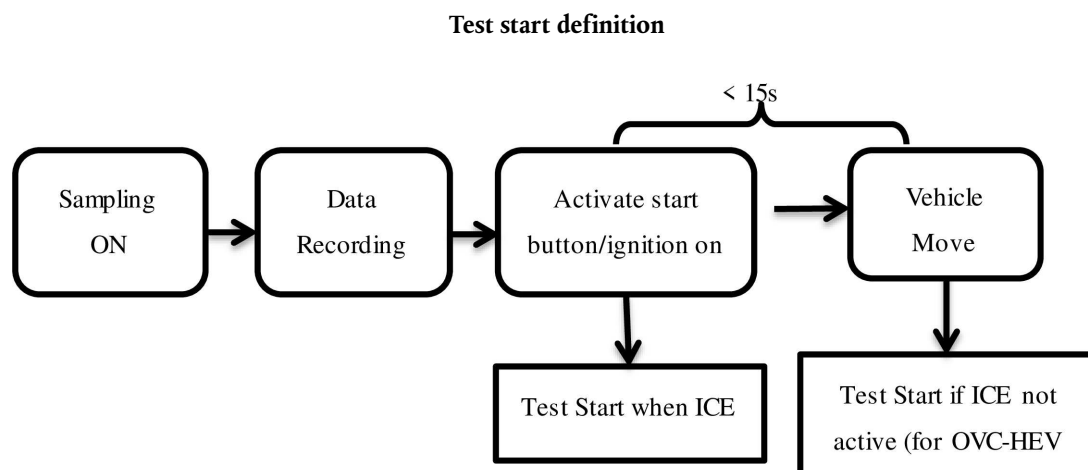 Test start definition
< 15s
Sampling
ON
Data
Recording
Activate start
button/ignition on
Vehicle
Move
Test Start when ICE
Test Start if ICE not
active (for OVC-HEV